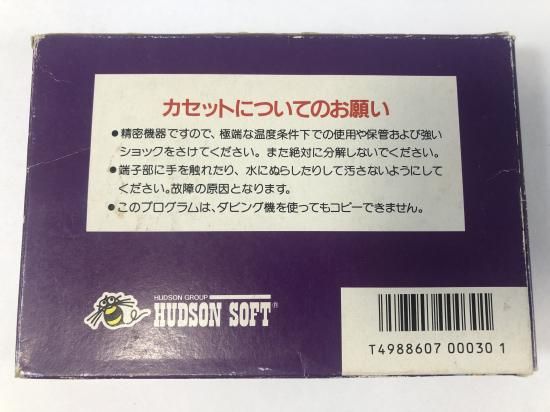 カセットについてのお願い
●精密機器ですので、極端な温度条件下での使用や保管および強い
ショックをさけてください。また絶対に分解しないでください。
●端子部に手を触れたり、水にぬらしたりして汚さないようにして
ください。故障の原因となります。
●このプログラムは、ダビング機を使ってもコピーできません。
HUDSON GROUP
HUDSON SOFT®
T4988607 00030 1